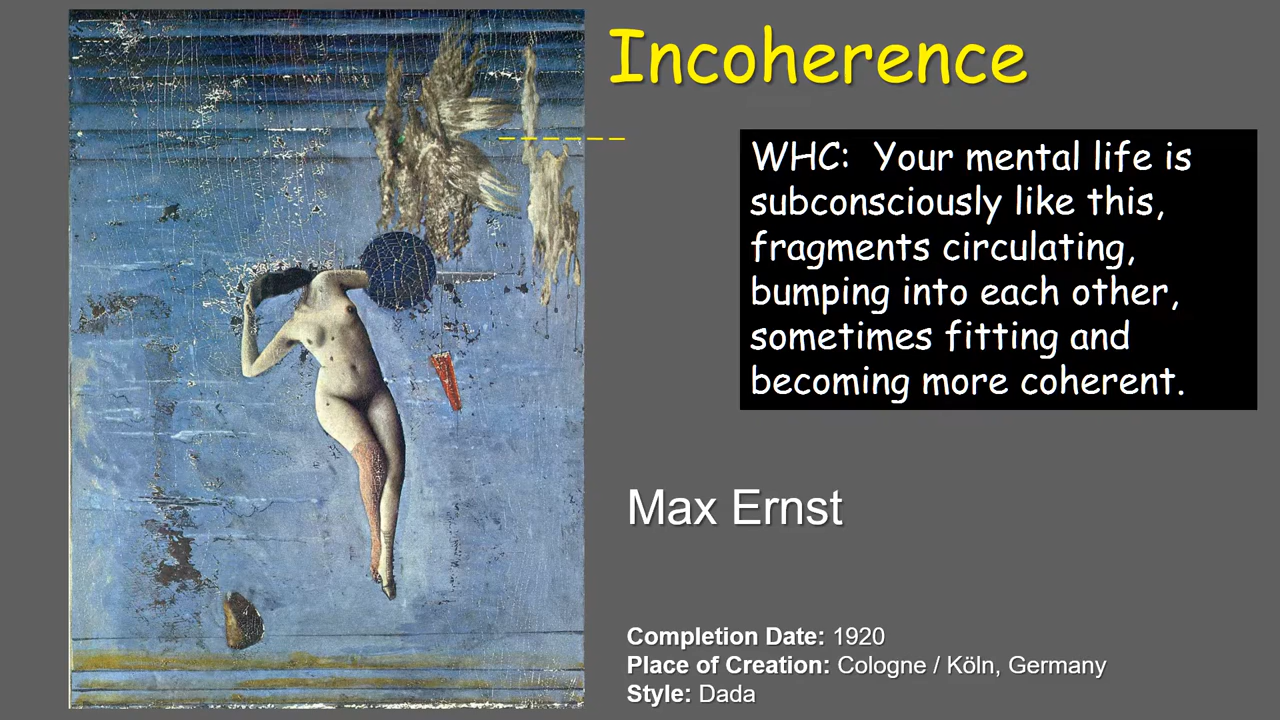 Incoherence
WHC: Your mental life is
subconsciously like this,
fragments circulating,
bumping into each other,
sometimes fitting and
becoming more coherent.
Max Ernst
Completion Date: 1920
Place of Creation: Cologne / Köln, Germany
Style: Dada